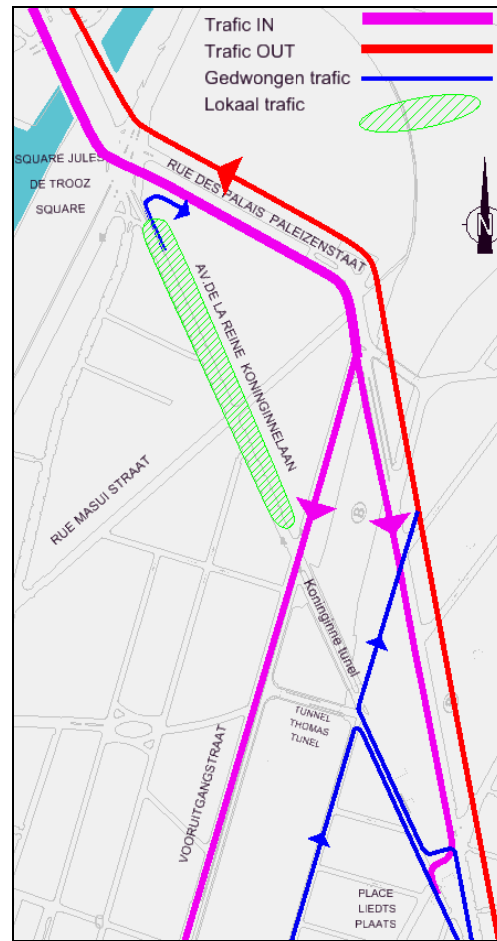 Trafic IN
Trafic OUT
Gedwongen trafic
Lokaal trafic
SQUARE JULES
DE TROOZ
SQUARE
RUE DES PALAIS PALEIZENSTAAT
N
AV.DE LA REINE KONINGINNELAAN
RUE MASUI STRAAT
B
Koninginne tunel
TUNNEL
THOMAS
TUNEL
VOORUITGANGSTRAAT
PLACE
LIEDTS
PLAATS